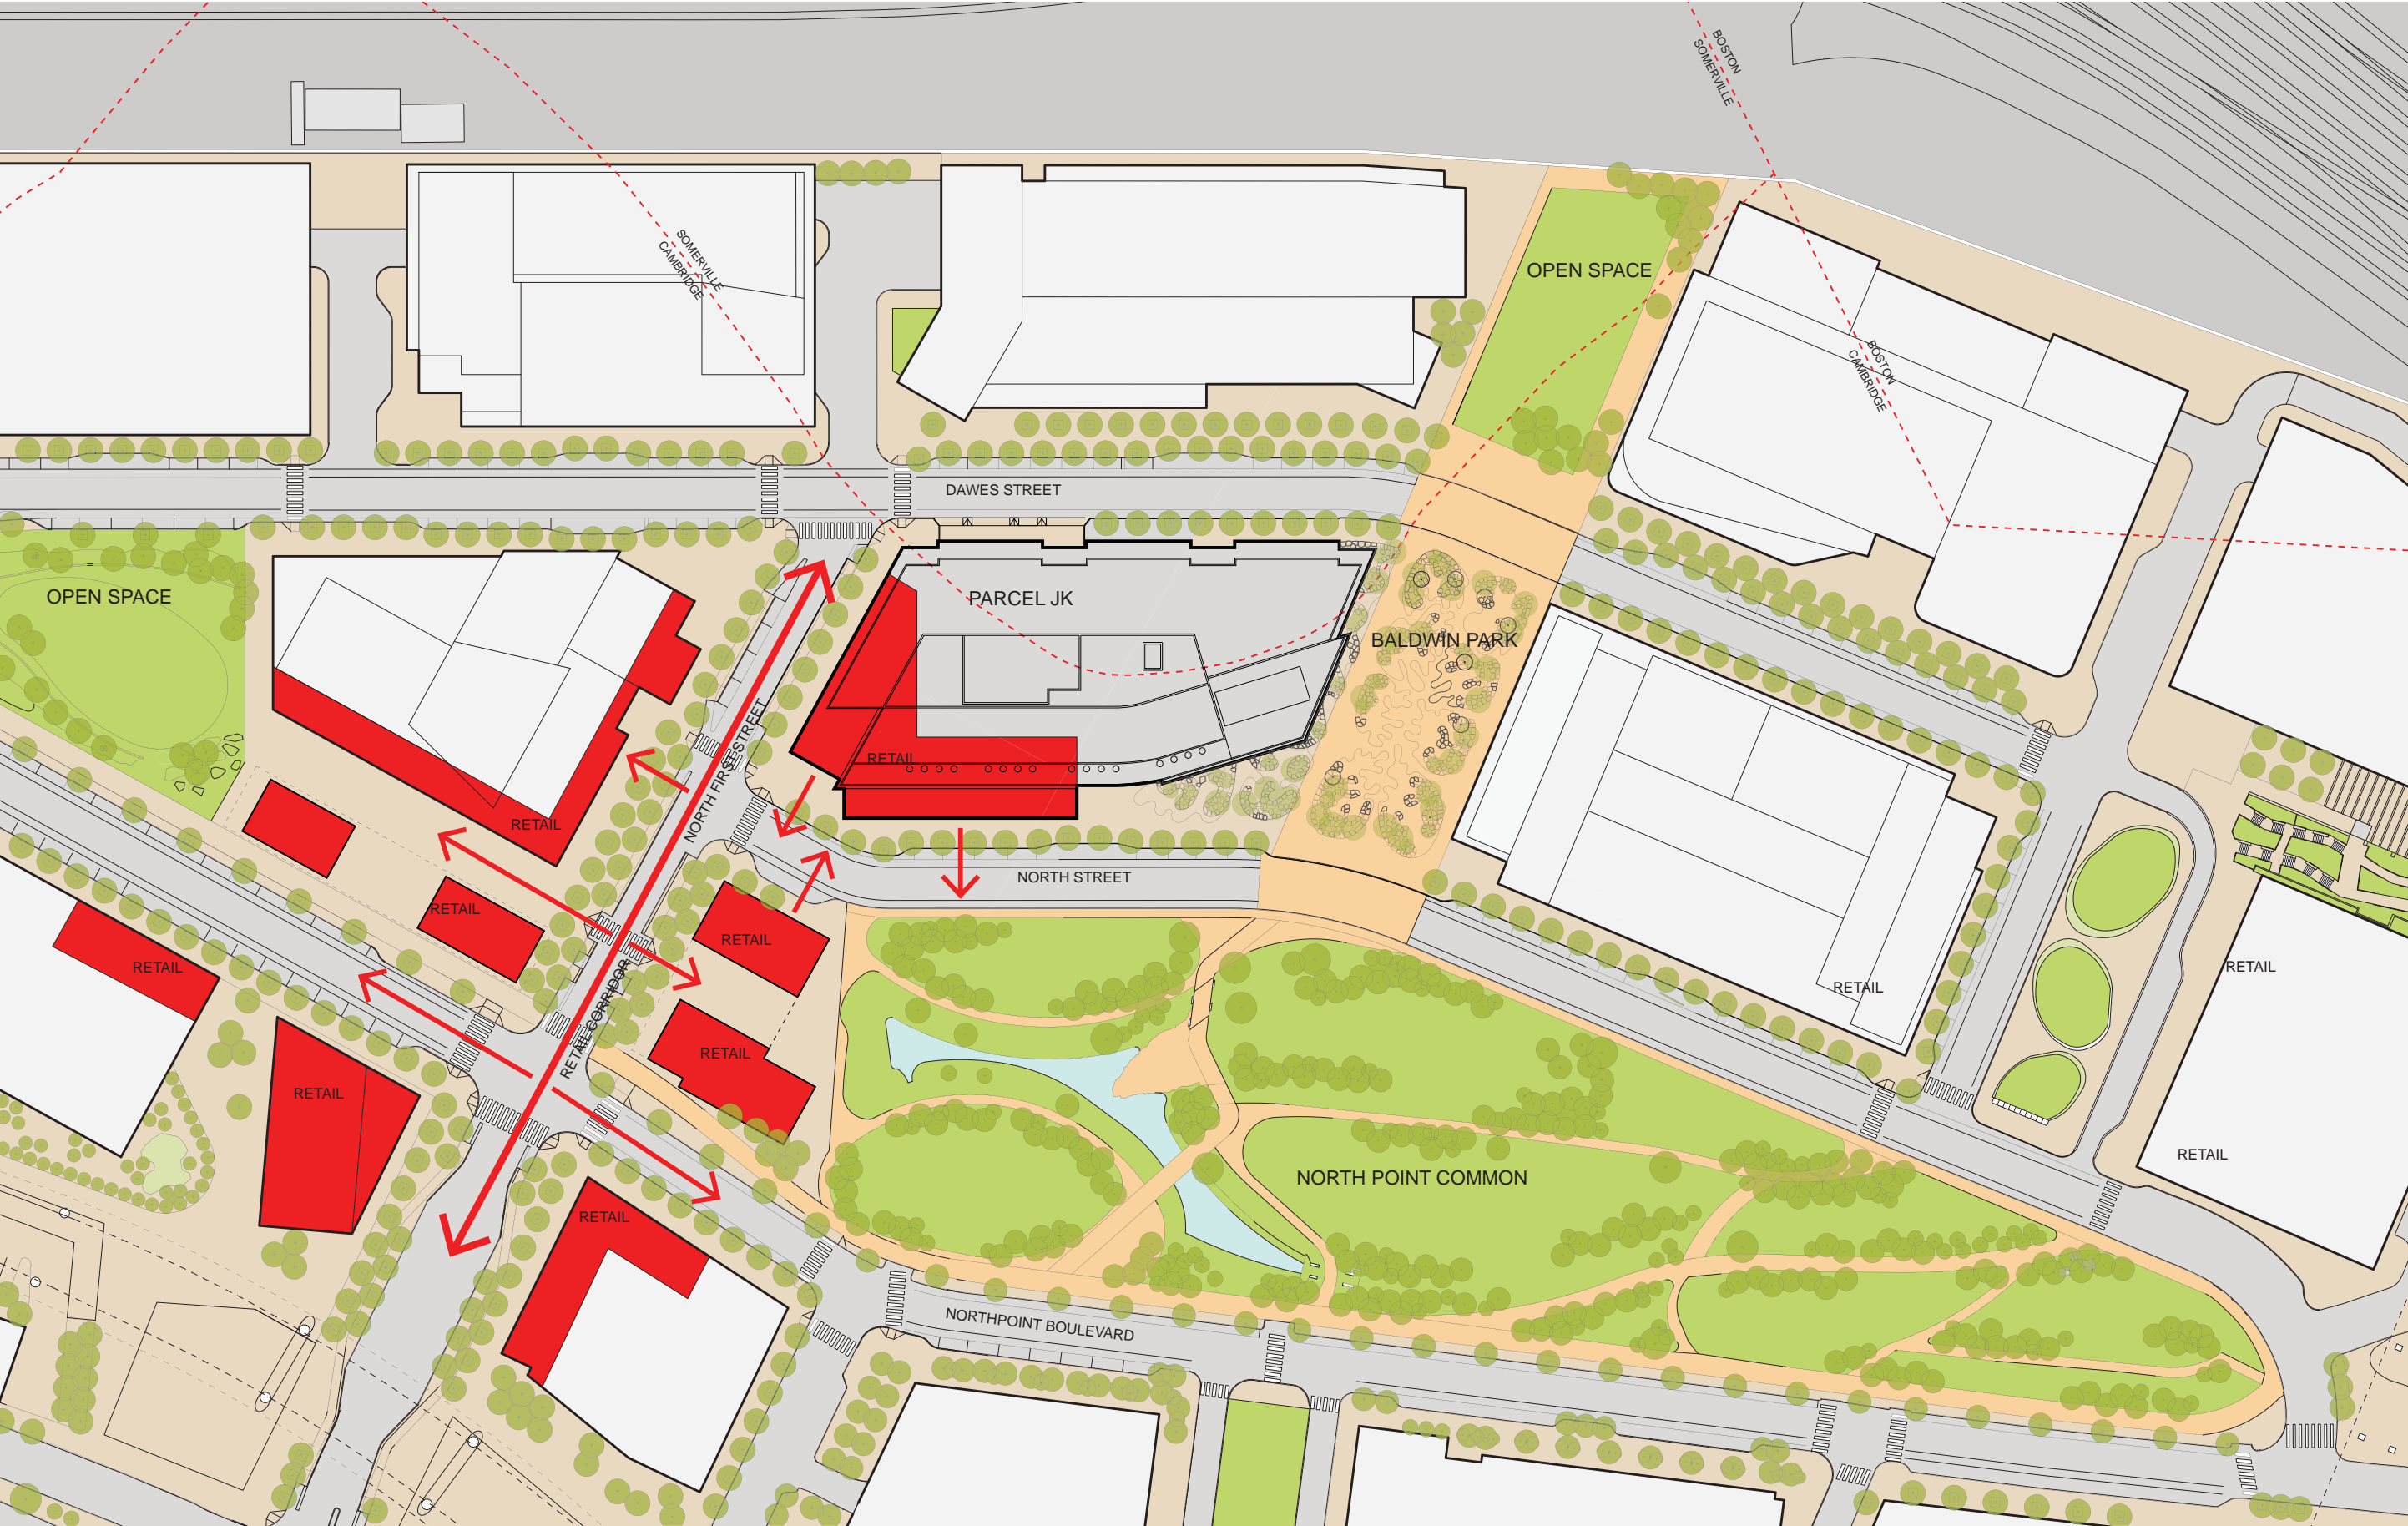 BOSTON
SOMERVILLE
SOMERVILLE
CAMBRIDGE
OPEN SPACE
BOSTON
CAMBRIDGE
DAWES STREET
OPEN SPACE
PARCEL JK
BALDWIN PARK
NORTH FIRST STREET
RETAIL
RETAIL
NORTH STREET
RETAIL
RETAIL
RETAIL
RETAIL
RETAIL
RETAIL CORRIDOR
RETAIL
RETAIL
RETAIL
NORTH POINT COMMON
RETAIL
RETAIL
NORTHPOINT BOULEVARD